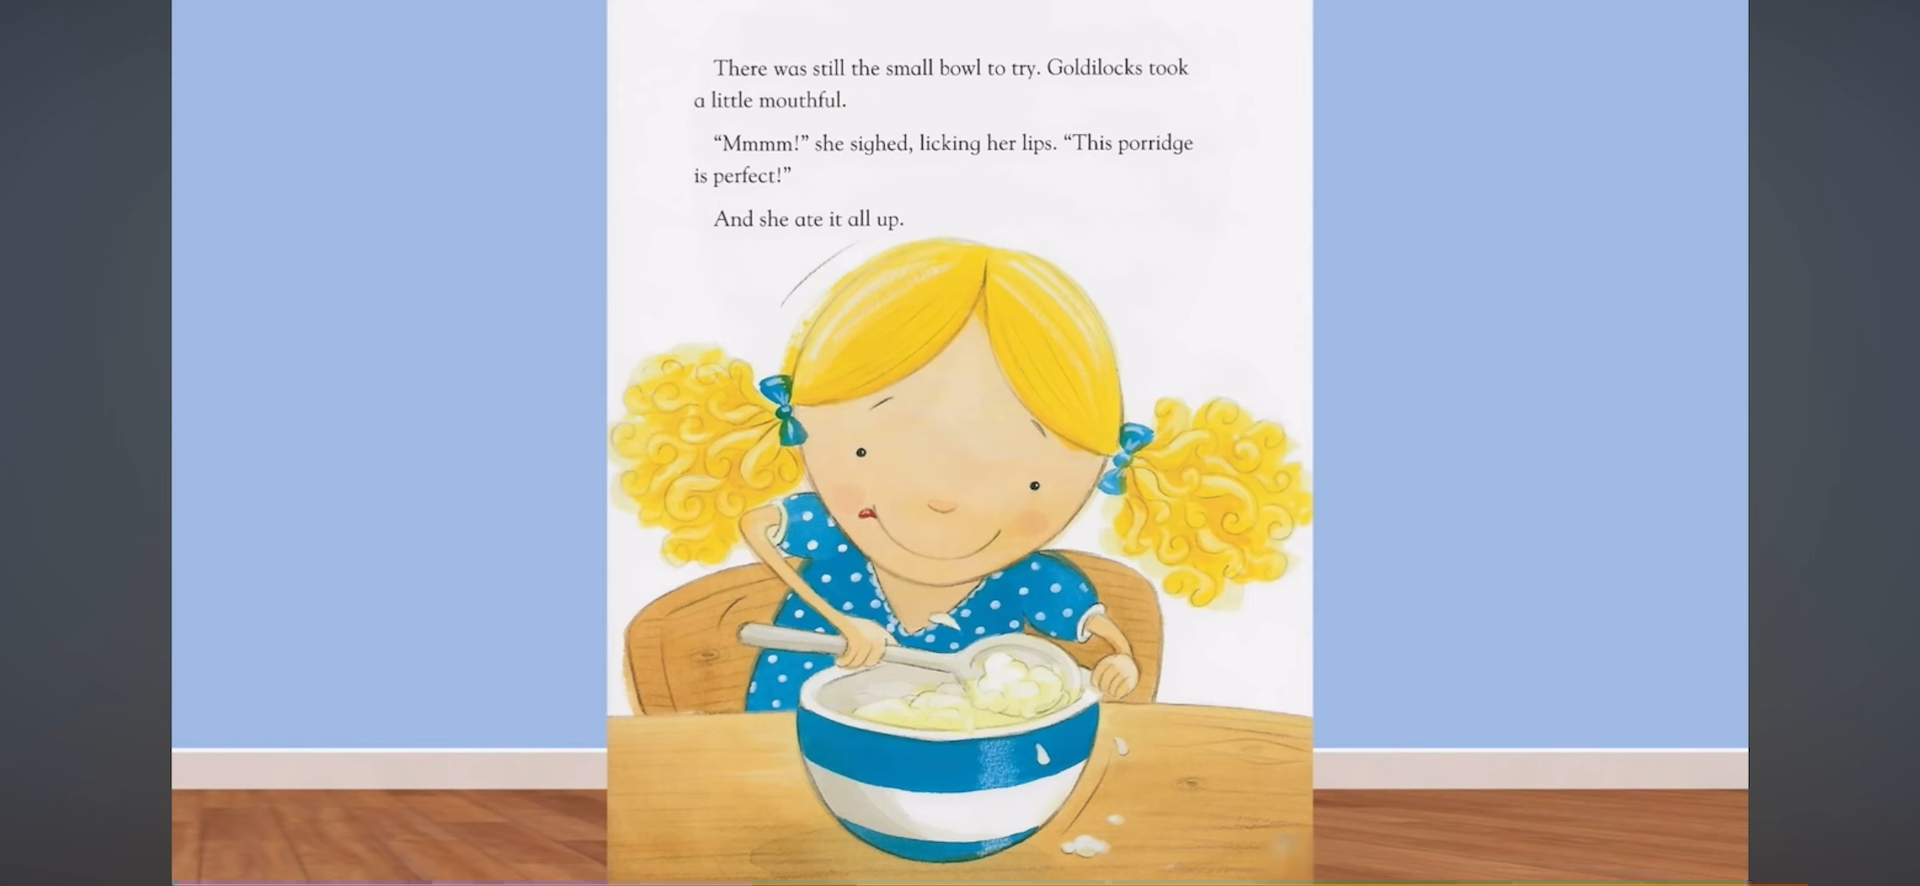 There was still the small bowl to try. Goldilocks took
a little mouthful.
“Mmmm!” she sighed, licking her lips. “This porridge
is perfect!”
And she ate it all up.